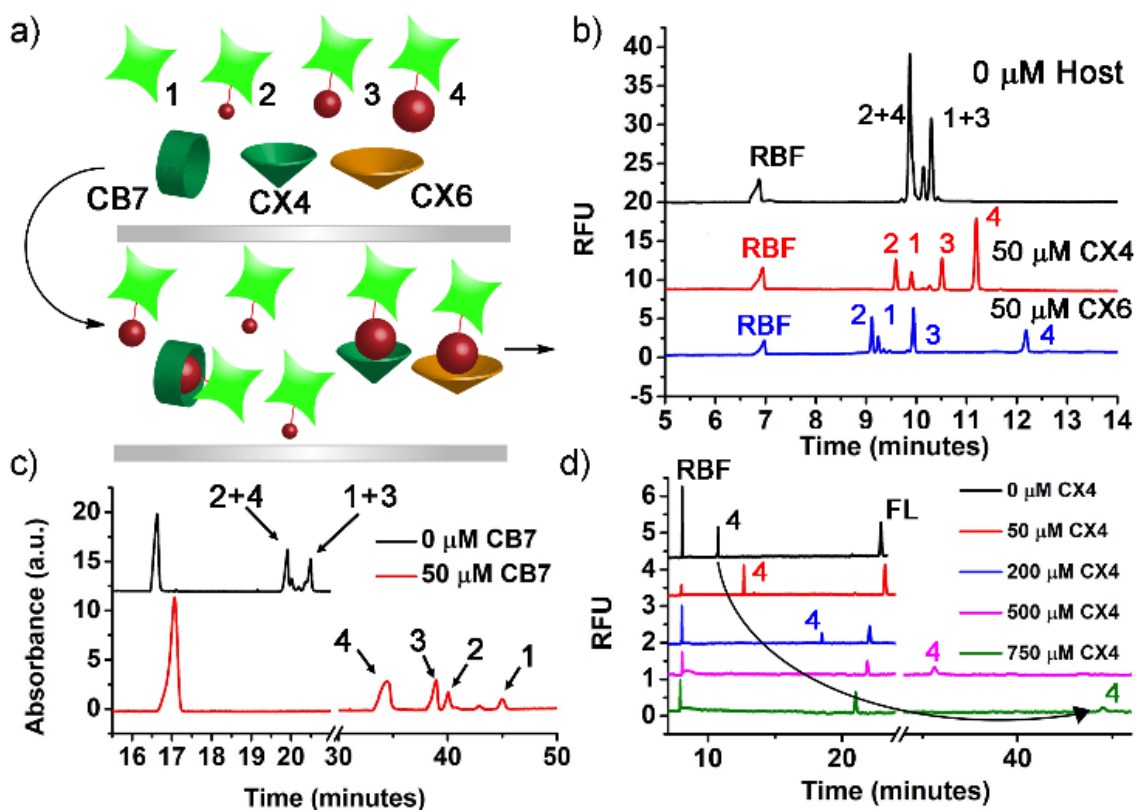 a)
1
2
3
4
CB7
CX4
CX6
b)
RFU
40
35
30
25
20
15
10
5
0
-5
0 μM Host
2+4
1+3
RBF
50 μM CX4
RBF
2
1
3
4
50 μM CX6
RBF
2
1
3
4
5 6 7 8 9 10 11 12 13 14
Time (minutes)
c)
Absorbance (a.u.)
20
15
10
5
0
2+4
1+3
0 μM CB7
50 μM CB7
4
3
2
1
16 17 18 19 20 21 30 35 40 45 50
Time (minutes)
d)
RFU
6
5
4
3
2
1
0
RBF
4
FL
4
4
4
4
0 μM CX4
50 μM CX4
200 μM CX4
500 μM CX4
750 μM CX4
10 20 40
Time (minutes)